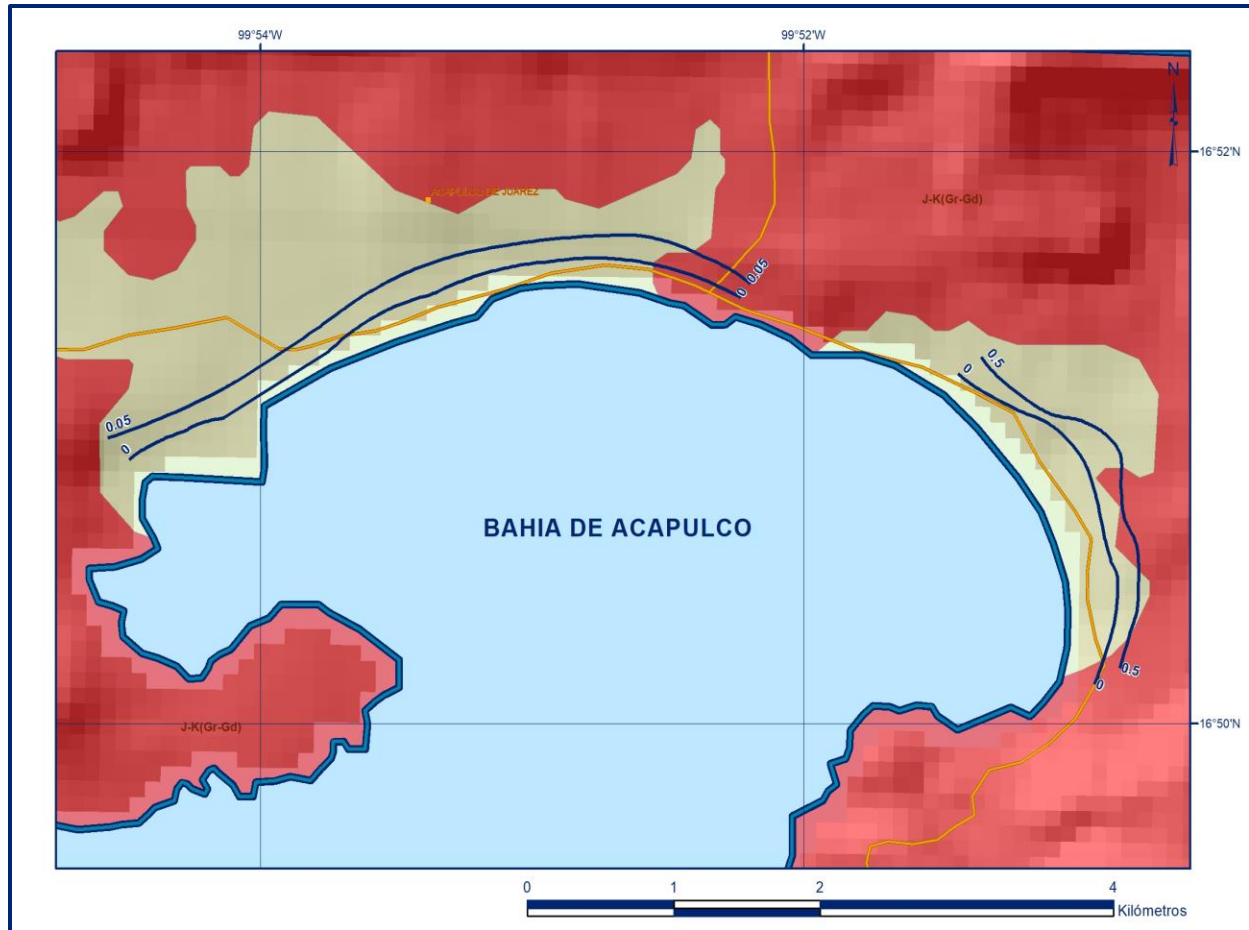 99°54'W
99°52'W
N
16°52'N
ACAPULCO DE JUAREZ
J-K(Gr-Gd)
0.05
0
0.5
0
0.05
0
BAHIA DE ACAPULCO
0.5
0
J-K(Gr-Gd)
16°50'N
0
1
2
4
Kilómetros